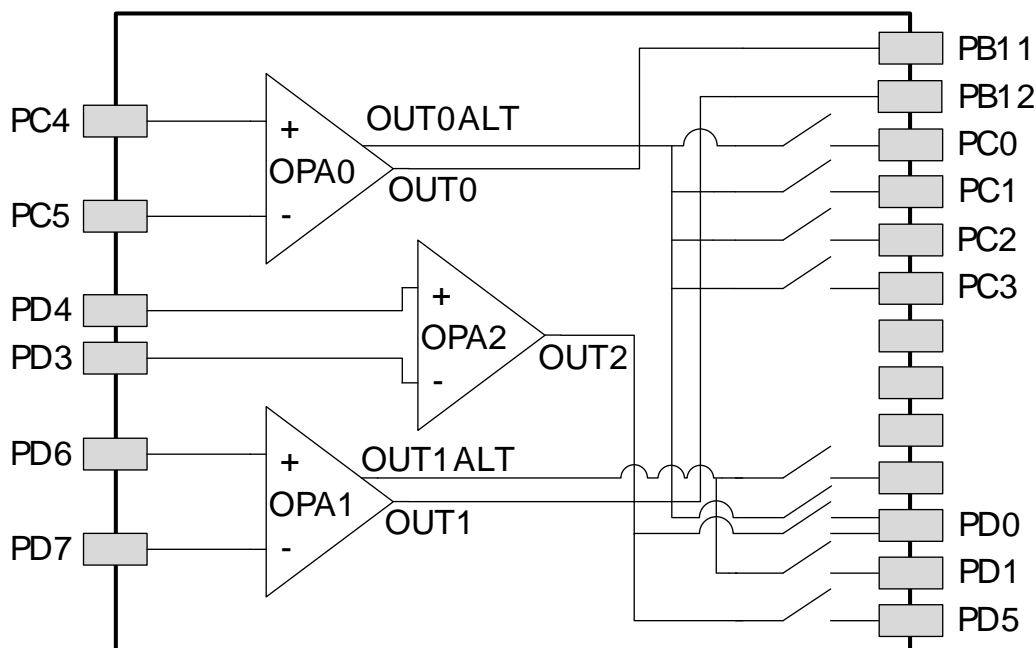 PB11
PB12
PC4
+
OUT0ALT
PC0
OPA0
OUT0
PC1
PC5
-
PC2
PC3
PD4
+
OPA2
OUT2
PD3
-
PD6
+
OUT1ALT
OPA1
OUT1
PD0
PD7
-
PD1
PD5